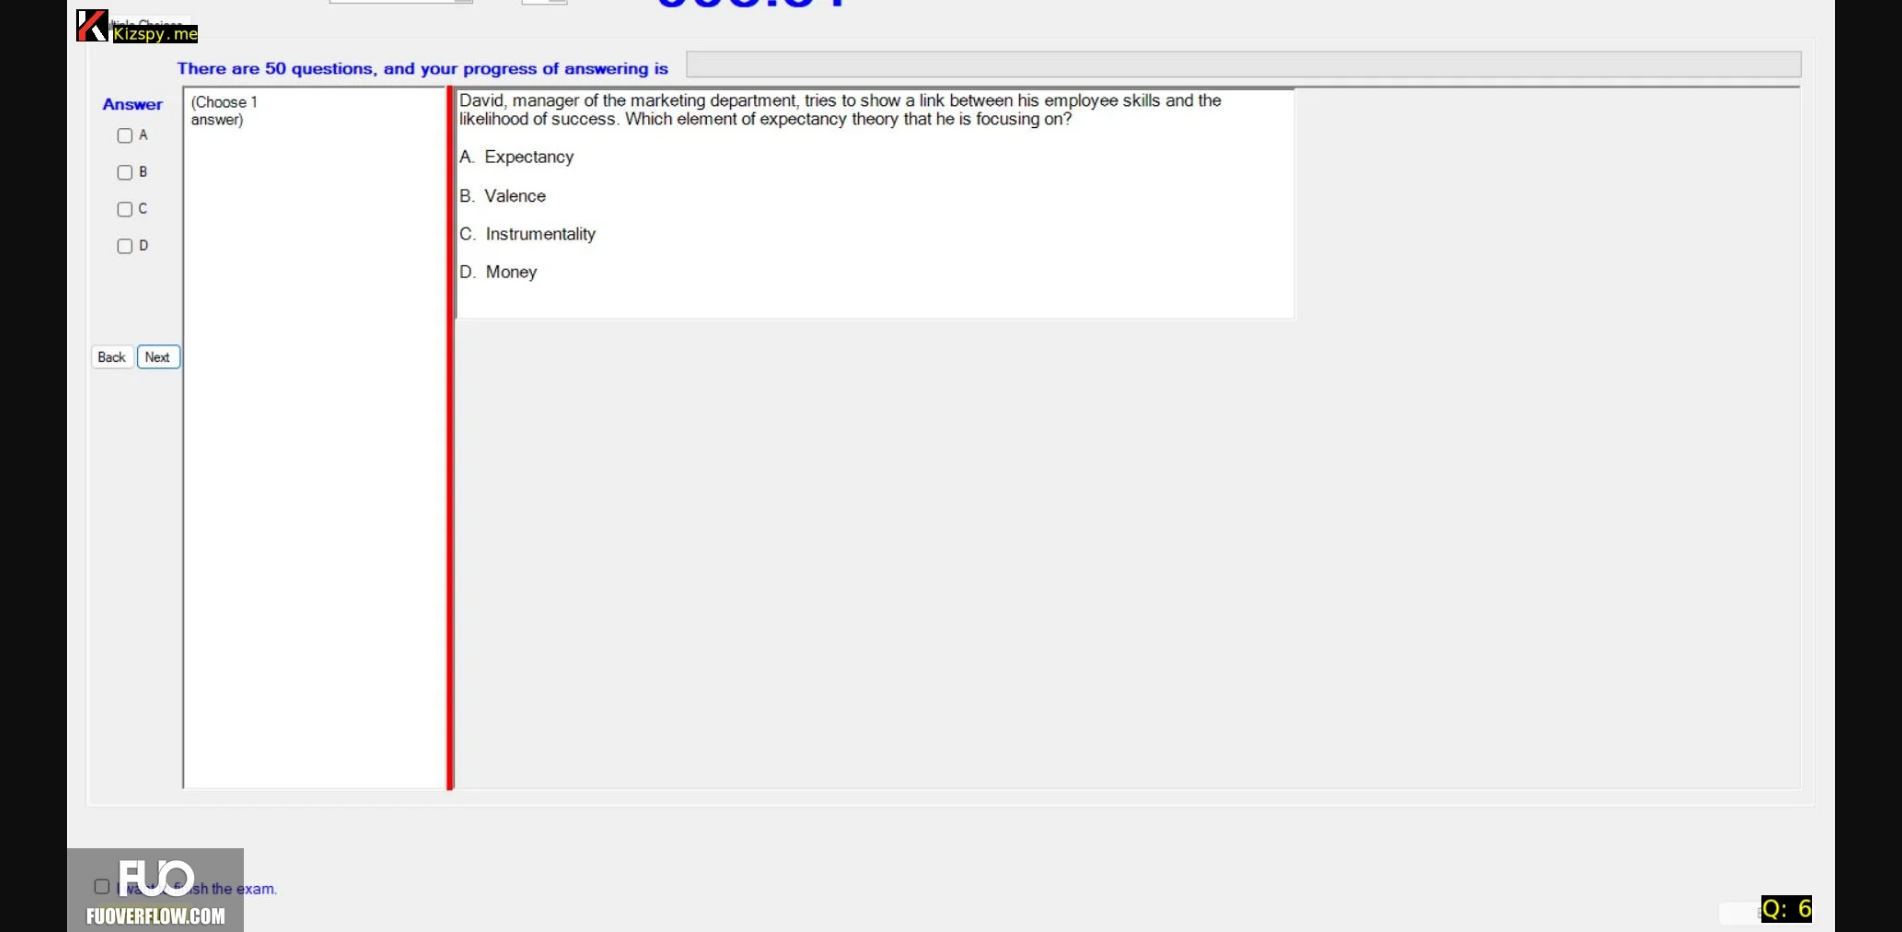 Kizspy.me
There are 50 questions, and your progress of answering is
Answer
(Choose 1
answer)
A
B
C
D
Back
Next
David, manager of the marketing department, tries to show a link between his employee skills and the
likelihood of success. Which element of expectancy theory that he is focusing on?
A. Expectancy
B. Valence
C. Instrumentality
D. Money
FUO
the exam.
FUOVERFLOW.COM
Q: 6